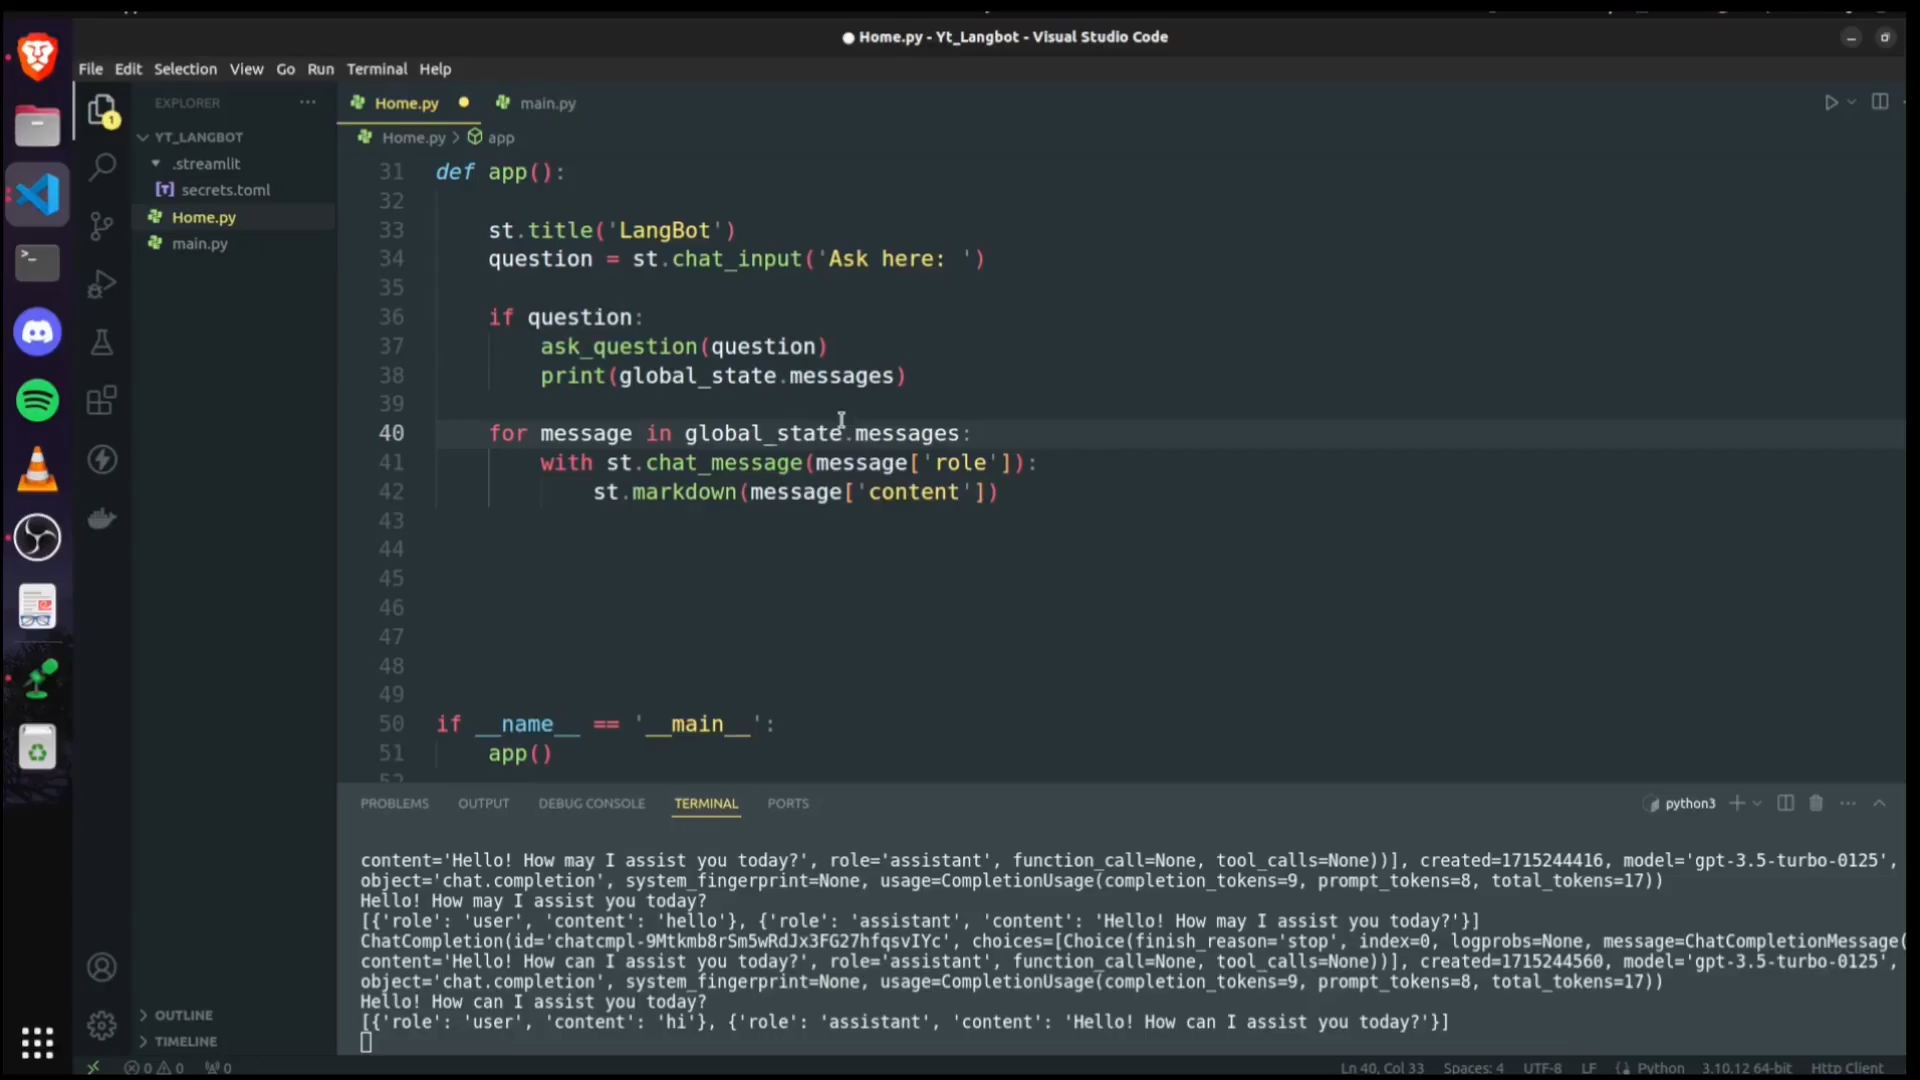 Home.py - Yt_Langbot - Visual Studio Code
File Edit Selection View Go Run Terminal Help
EXPLORER
Home.py
main.py
1
YT_LANGBOT
Home.py > app
.streamlit
secrets.toml
Home.py
main.py
31 def app():
32
33 st.title('LangBot')
34 question = st.chat_input('Ask here: ')
35
36 if question:
37 ask_question(question)
38 print(global_state.messages)
39
40 for message in global_state.messages:
41 with st.chat_message(message['role']):
42 st.markdown(message['content'])
43
44
45
46
47
48
49
50 if __name__ == '__main__':
51 app()
52
PROBLEMS OUTPUT DEBUG CONSOLE TERMINAL PORTS
python3
content='Hello! How may I assist you today?', role='assistant', function_call=None, tool_calls=None))], created=1715244416, model='gpt-3.5-turbo-0125',
object='chat.completion', system_fingerprint=None, usage=CompletionUsage(completion_tokens=9, prompt_tokens=8, total_tokens=17))
Hello! How may I assist you today?
[{'role': 'user', 'content': 'hello'}, {'role': 'assistant', 'content': 'Hello! How may I assist you today?'}]
ChatCompletion(id='chatcmpl-9Mtkmb8rSm5wRdJx3FG27hfqsvIYc', choices=[Choice(finish_reason='stop', index=0, logprobs=None, message=ChatCompletionMessage(
content='Hello! How can I assist you today?', role='assistant', function_call=None, tool_calls=None))], created=1715244560, model='gpt-3.5-turbo-0125',
object='chat.completion', system_fingerprint=None, usage=CompletionUsage(completion_tokens=9, prompt_tokens=8, total_tokens=17))
Hello! How can I assist you today?
[{'role': 'user', 'content': 'hi'}, {'role': 'assistant', 'content': 'Hello! How can I assist you today?'}]
OUTLINE
TIMELINE
0 0 0 Ln 40, Col 33 Spaces: 4 UTF-8 LF Python 3.10.12 64-bit Http Client